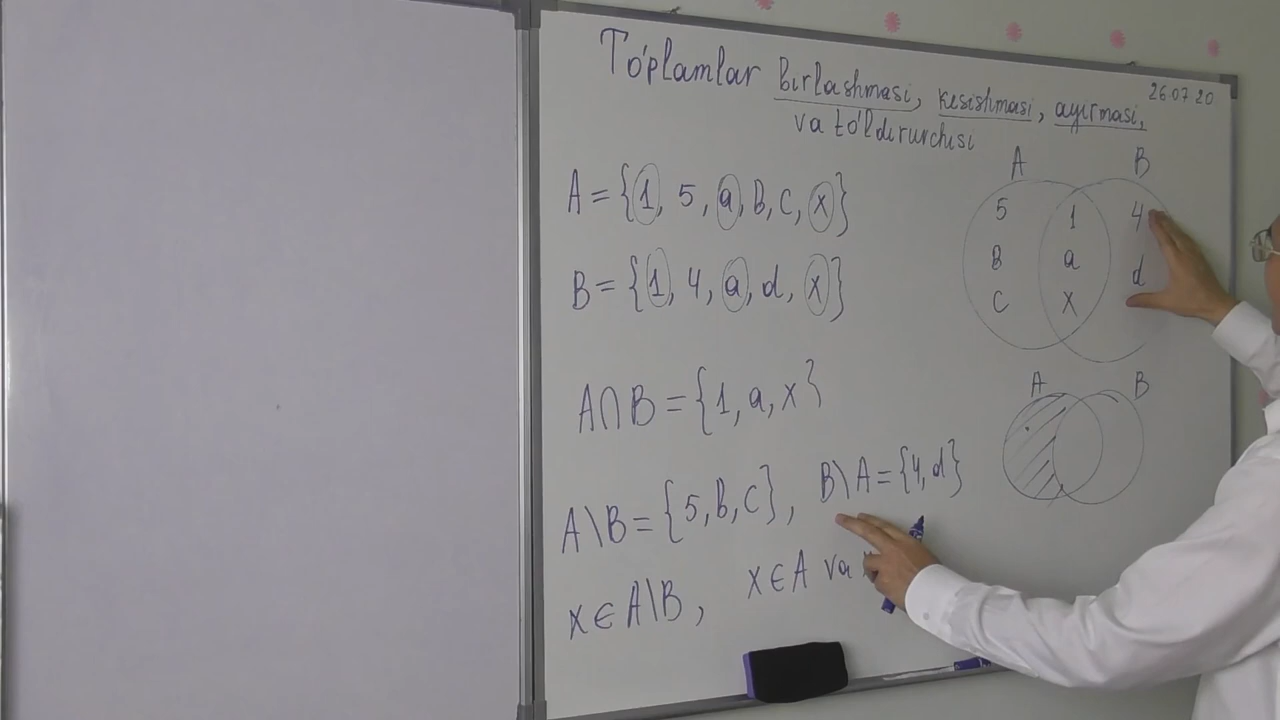 To'plamlar birlashmasi, kesishmasi, ayirmasi,
va to'ldiruvchisi
26.07.20
A = {1, 5, a, B, C, x}
B = {1, 4, a, d, x}
A∩B = {1, a, x}
A\B = {5, B, C}, B\A = {4, d}
x∈A\B, x∈A va
A B
5 1 4
B a d
C X
A B